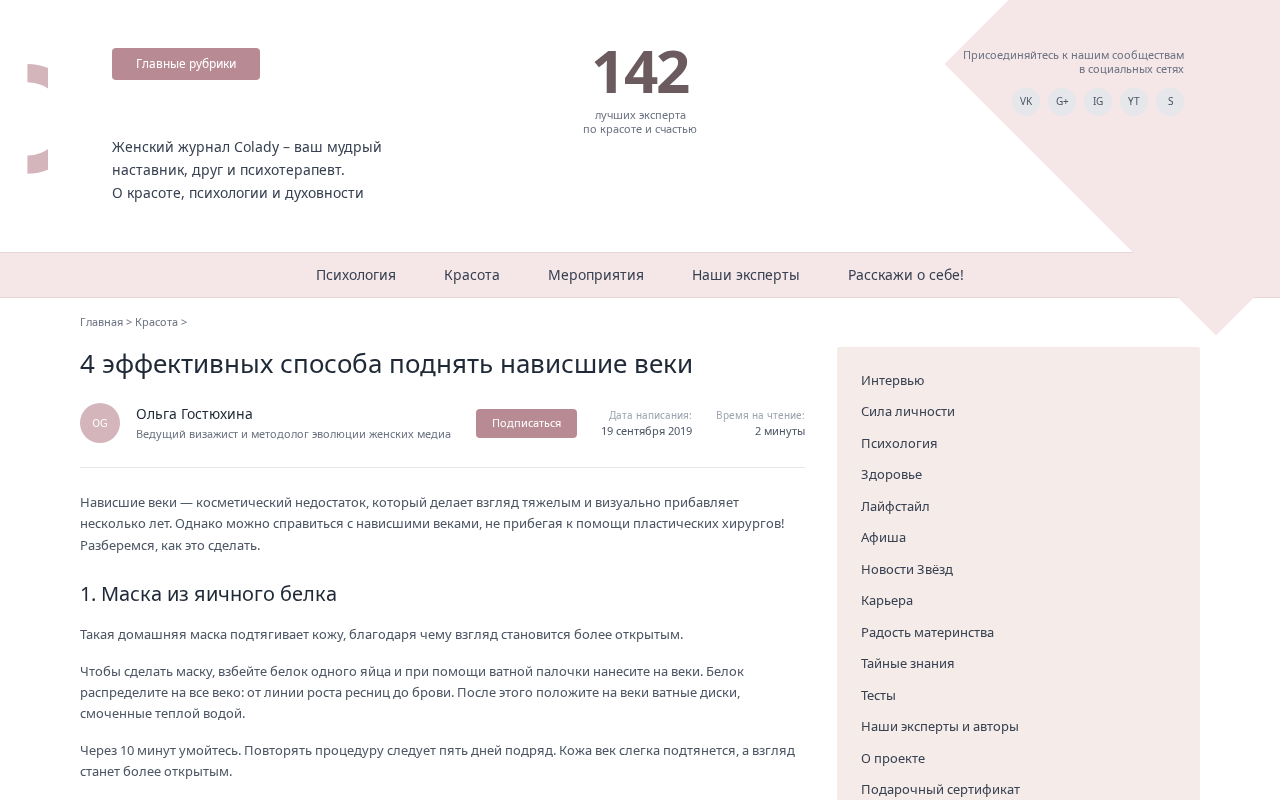 Главные рубрики
Женский журнал Colady – ваш мудрый
наставник, друг и психотерапевт.
О красоте, психологии и духовности
142
лучших эксперта
по красоте и счастью
Присоединяйтесь к нашим сообществам
в социальных сетях
VK G+ IG YT S
Психология Красота Мероприятия Наши эксперты Расскажи о себе!
Главная > Красота >
4 эффективных способа поднять нависшие веки
OG
Ольга Гостюхина
Ведущий визажист и методолог эволюции женских медиа
Подписаться
Дата написания:
19 сентября 2019
Время на чтение:
2 минуты
Нависшие веки — косметический недостаток, который делает взгляд тяжелым и визуально прибавляет
несколько лет. Однако можно справиться с нависшими веками, не прибегая к помощи пластических хирургов!
Разберемся, как это сделать.
1. Маска из яичного белка
Такая домашняя маска подтягивает кожу, благодаря чему взгляд становится более открытым.
Чтобы сделать маску, взбейте белок одного яйца и при помощи ватной палочки нанесите на веки. Белок
распределите на все веко: от линии роста ресниц до брови. После этого положите на веки ватные диски,
смоченные теплой водой.
Через 10 минут умойтесь. Повторять процедуру следует пять дней подряд. Кожа век слегка подтянется, а взгляд
станет более открытым.
Интервью
Сила личности
Психология
Здоровье
Лайфстайл
Афиша
Новости Звёзд
Карьера
Радость материнства
Тайные знания
Тесты
Наши эксперты и авторы
О проекте
Подарочный сертификат